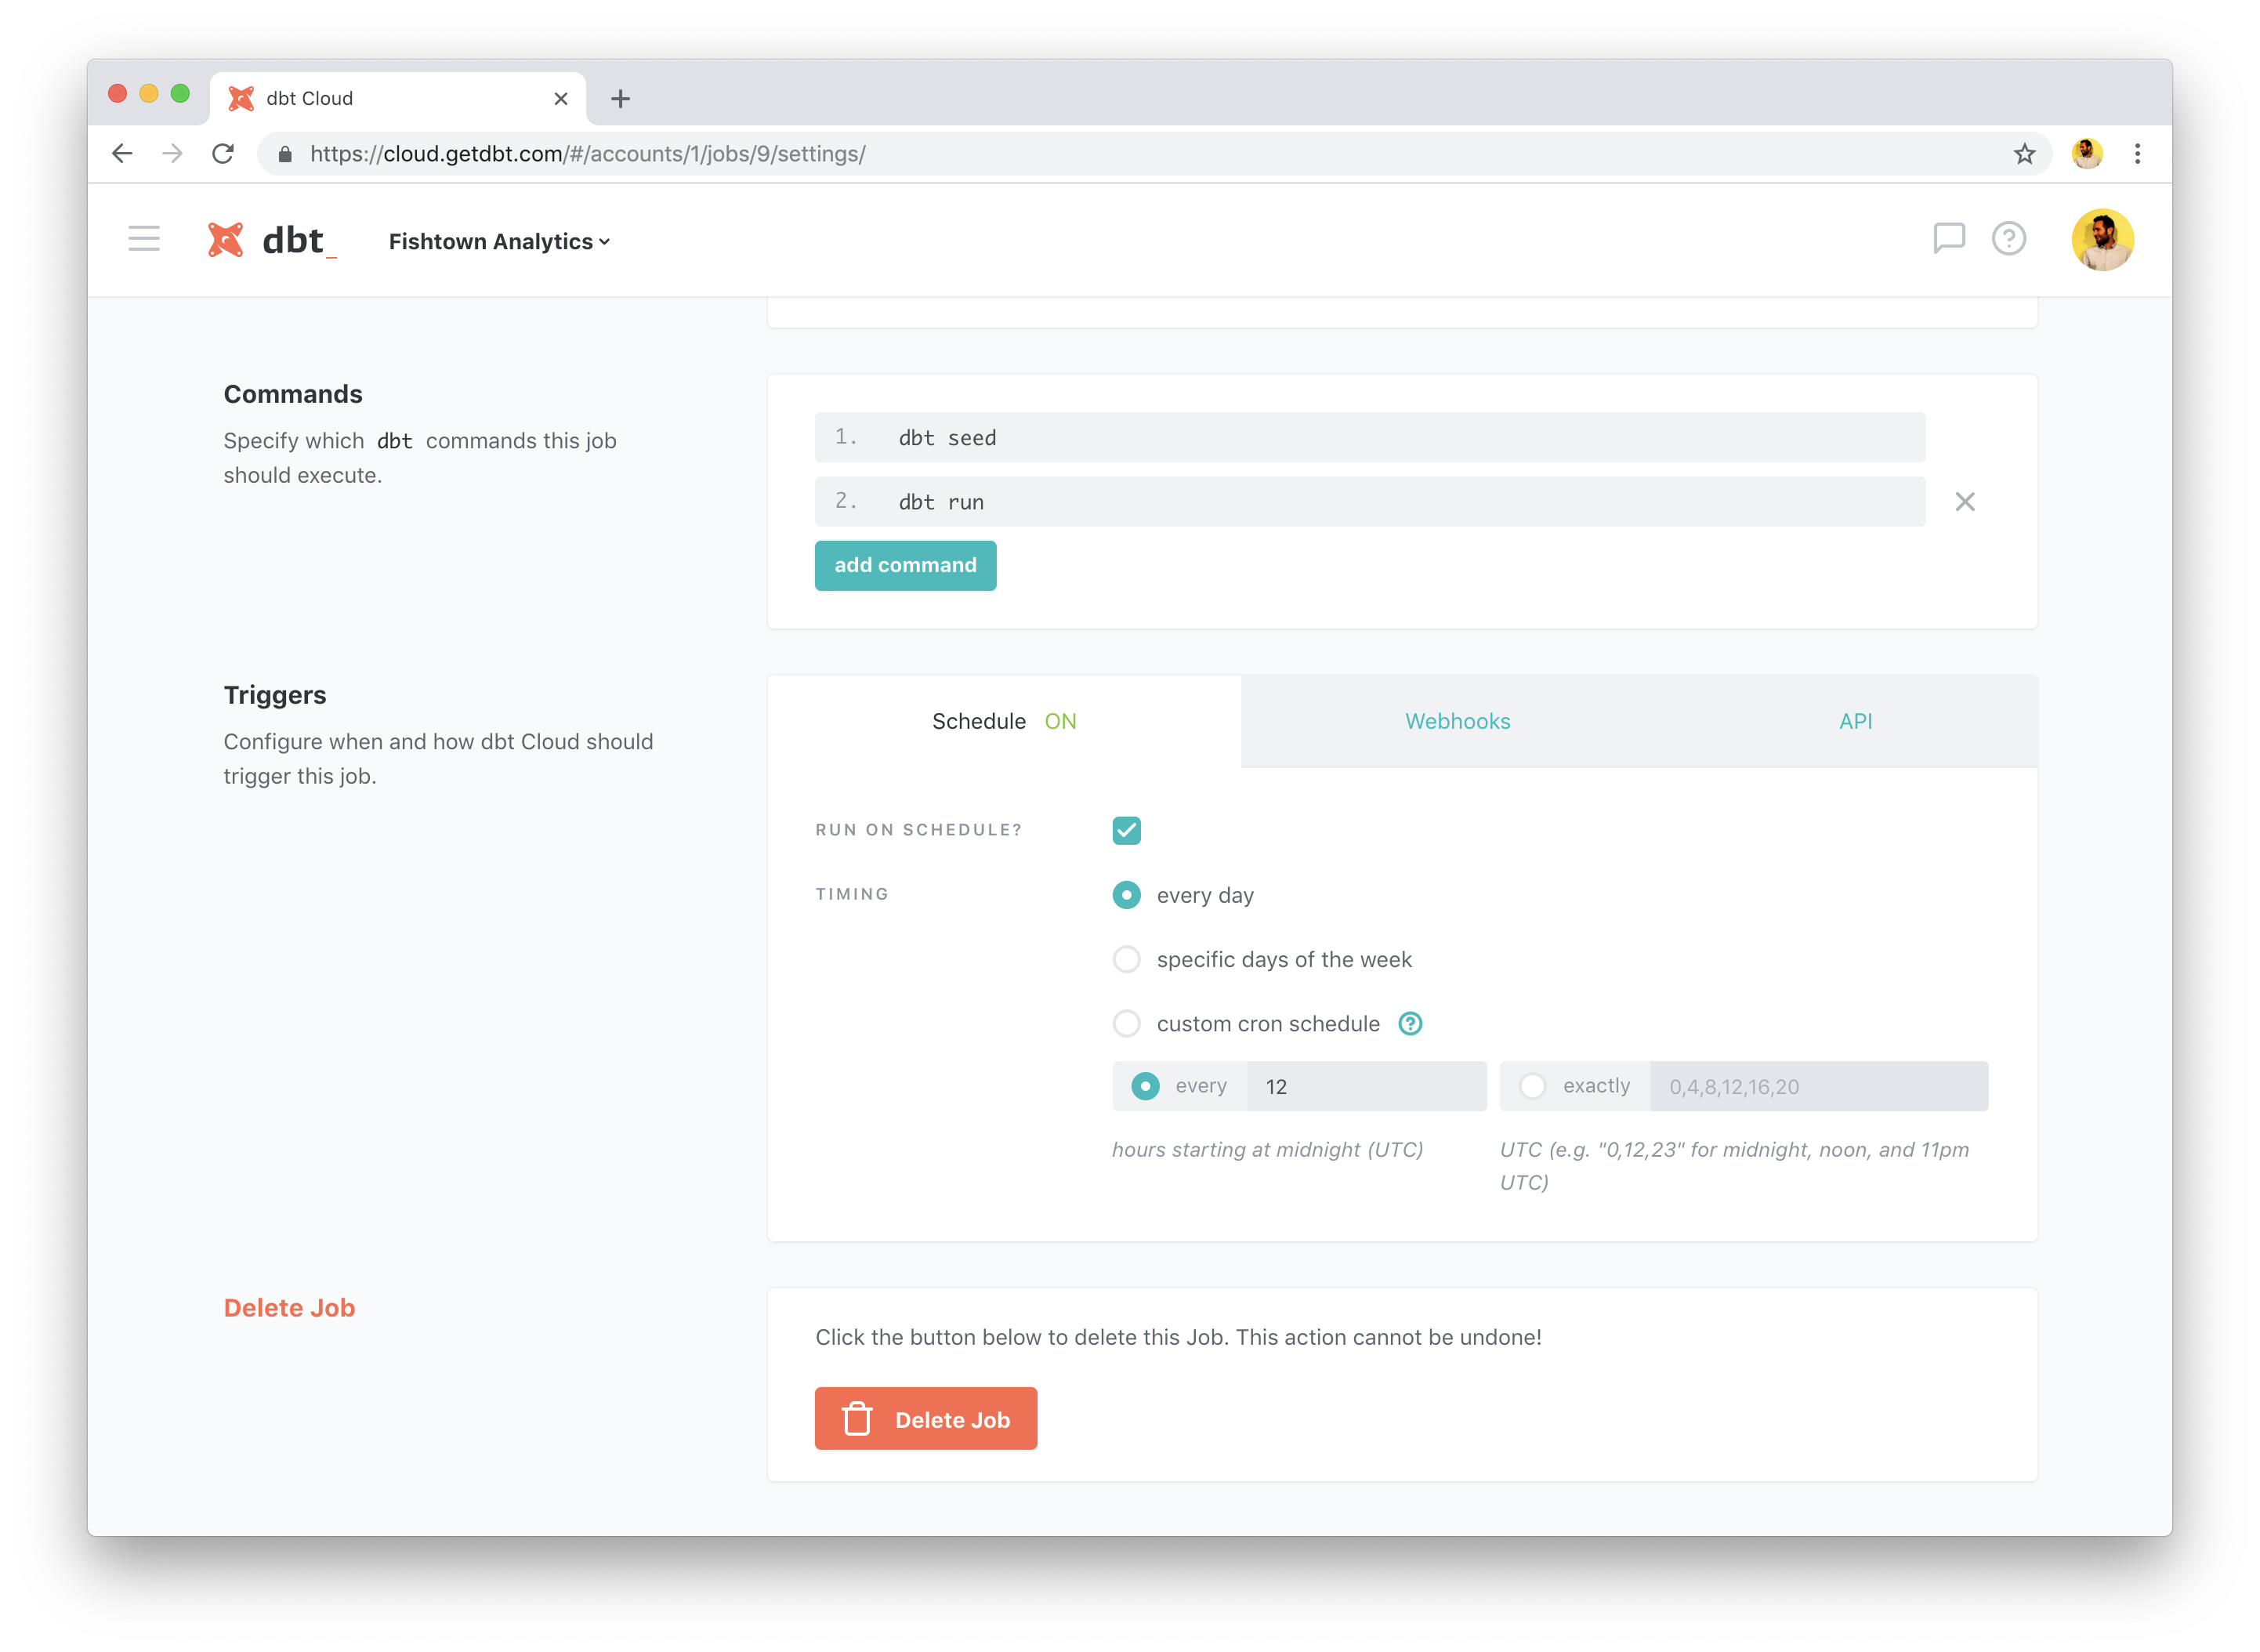 dbt Cloud
https://cloud.getdbt.com/#/accounts/1/jobs/9/settings/
dbt_
Fishtown Analytics
Commands
Specify which dbt commands this job
should execute.
1. dbt seed
2. dbt run
add command
Triggers
Configure when and how dbt Cloud should
trigger this job.
Schedule ON
Webhooks
API
RUN ON SCHEDULE?
TIMING
every day
specific days of the week
custom cron schedule ?
every 12
exactly 0,4,8,12,16,20
hours starting at midnight (UTC)
UTC (e.g. "0,12,23" for midnight, noon, and 11pm
UTC)
Delete Job
Click the button below to delete this Job. This action cannot be undone!
Delete Job